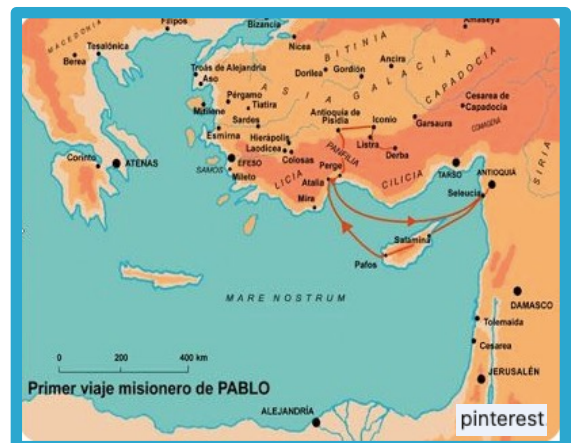 Filipos
Bizancia
Amaseya
MACEDONIA
Tesalónica
Berea
Nicea
BITINIA
Troás de Alejandría
Aso
Dorilea
Gordión
Ancira
ASIA
GALACIA
CAPADOCIA
Pérgamo
Mitilene
Tiatira
Sardes
Esmirna
Hierápolis
Laodicea
Colosas
Antioquía de
Pisidia
Iconio
Listra
Derba
Garsaura
Cesarea de
Capadocia
COMAGENA
Corinto
ATENAS
EFESO
SAMOS
Mileto
LICIA
PANFILIA
Perge
Atalia
Mira
CILICIA
TARSO
ANTIOQUIÁ
Seleucia
SIRIA
Salamina
Pafos
MARE NOSTRUM
DAMASCO
Tolemaida
Cesarea
JERUSALÉN
0 200 400 km
Primer viaje misionero de PABLO
ALEJANDRÍA
pinterest